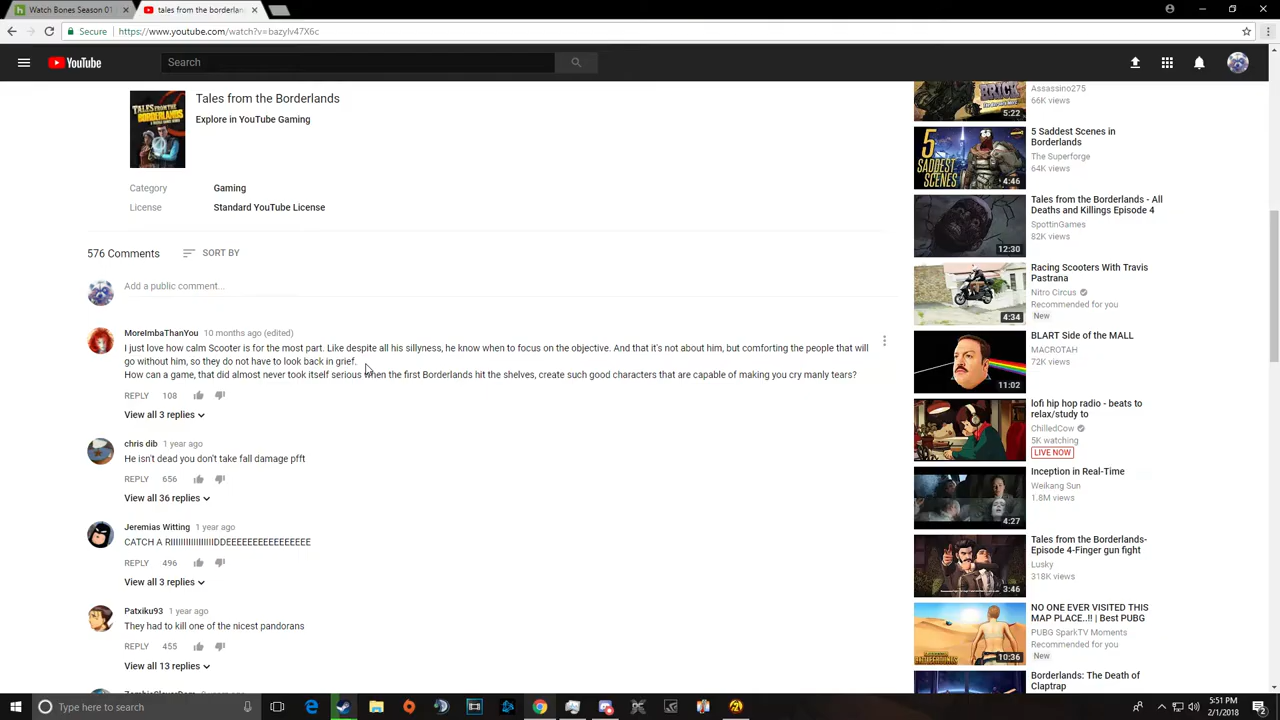 Watch Bones Season 01
tales from the borderlan
Secure
https://www.youtube.com/watch?v=bazylv47X6c
YouTube
Search
TALES FROM THE
BORDERLANDS
Tales from the Borderlands
Explore in YouTube Gaming
Category
Gaming
License
Standard YouTube License
576 Comments
SORT BY
Add a public comment...
MoreImbaThanYou 10 months ago (edited)
I just love how calm Scooter is for the most part. Like despite all his sillyness, he know when to focus on the objective. And that it's not about him, but comforting the people that will
go without him, so they do not have to look back in grief.
How can a game, that did almost never took itself serious when the first Borderlands hit the shelves, create such good characters that are capable of making you cry manly tears?
REPLY 108
View all 3 replies
chris dib 1 year ago
He isn't dead you don't take fall damage pfft
REPLY 656
View all 36 replies
Jeremias Witting 1 year ago
CATCH A RIIIIIIIIIIIIIIIIIDDEEEEEEEEEEEEEEEE
REPLY 496
View all 3 replies
Patxiku93 1 year ago
They had to kill one of the nicest pandorans
REPLY 455
View all 13 replies
BRICK
5:22
Assassino275
66K views
5
SADDEST
SCENES
4:46
5 Saddest Scenes in
Borderlands
The Superforge
64K views
12:30
Tales from the Borderlands - All
Deaths and Killings Episode 4
SpottinGames
82K views
4:34
Racing Scooters With Travis
Pastrana
Nitro Circus
Recommended for you
New
11:02
BLART Side of the MALL
MACROTAH
72K views
lofi hip hop radio - beats to
relax/study to
ChilledCow
5K watching
LIVE NOW
4:27
Inception in Real-Time
Weikang Sun
1.8M views
3:46
Tales from the Borderlands-
Episode 4-Finger gun fight
Lusky
318K views
10:36
NO ONE EVER VISITED THIS
MAP PLACE..!! | Best PUBG
PUBG SparkTV Moments
Recommended for you
New
Borderlands: The Death of
Claptrap
Type here to search
5:51 PM
2/1/2018
2